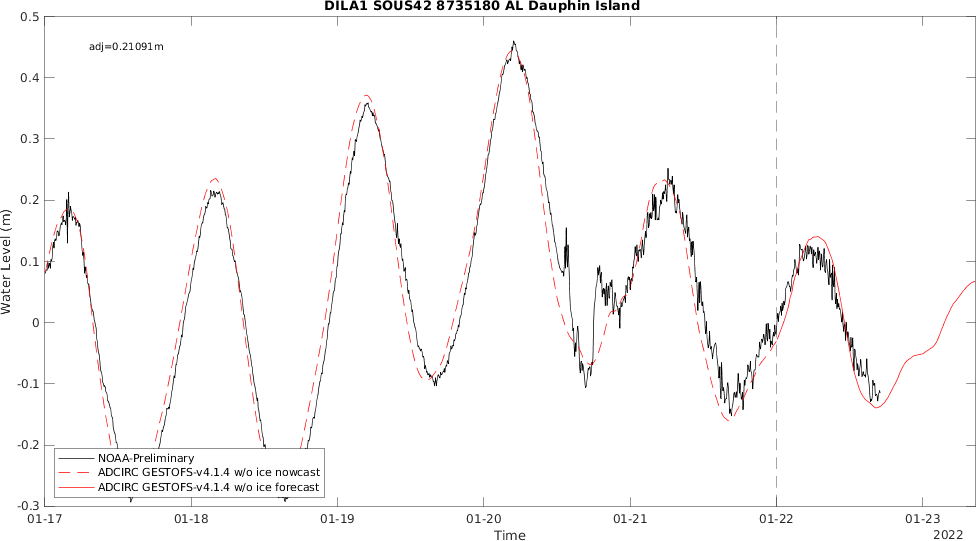 DILA1 SOUS42 8735180 AL Dauphin Island
adj=0.21091m
0.5
0.4
0.3
0.2
0.1
0
-0.1
-0.2
-0.3
Water Level (m)
NOAA-Preliminary
ADCIRC GESTOFS-v4.1.4 w/o ice nowcast
ADCIRC GESTOFS-v4.1.4 w/o ice forecast
01-17 01-18 01-19 01-20 01-21 01-22 01-23
Time
2022